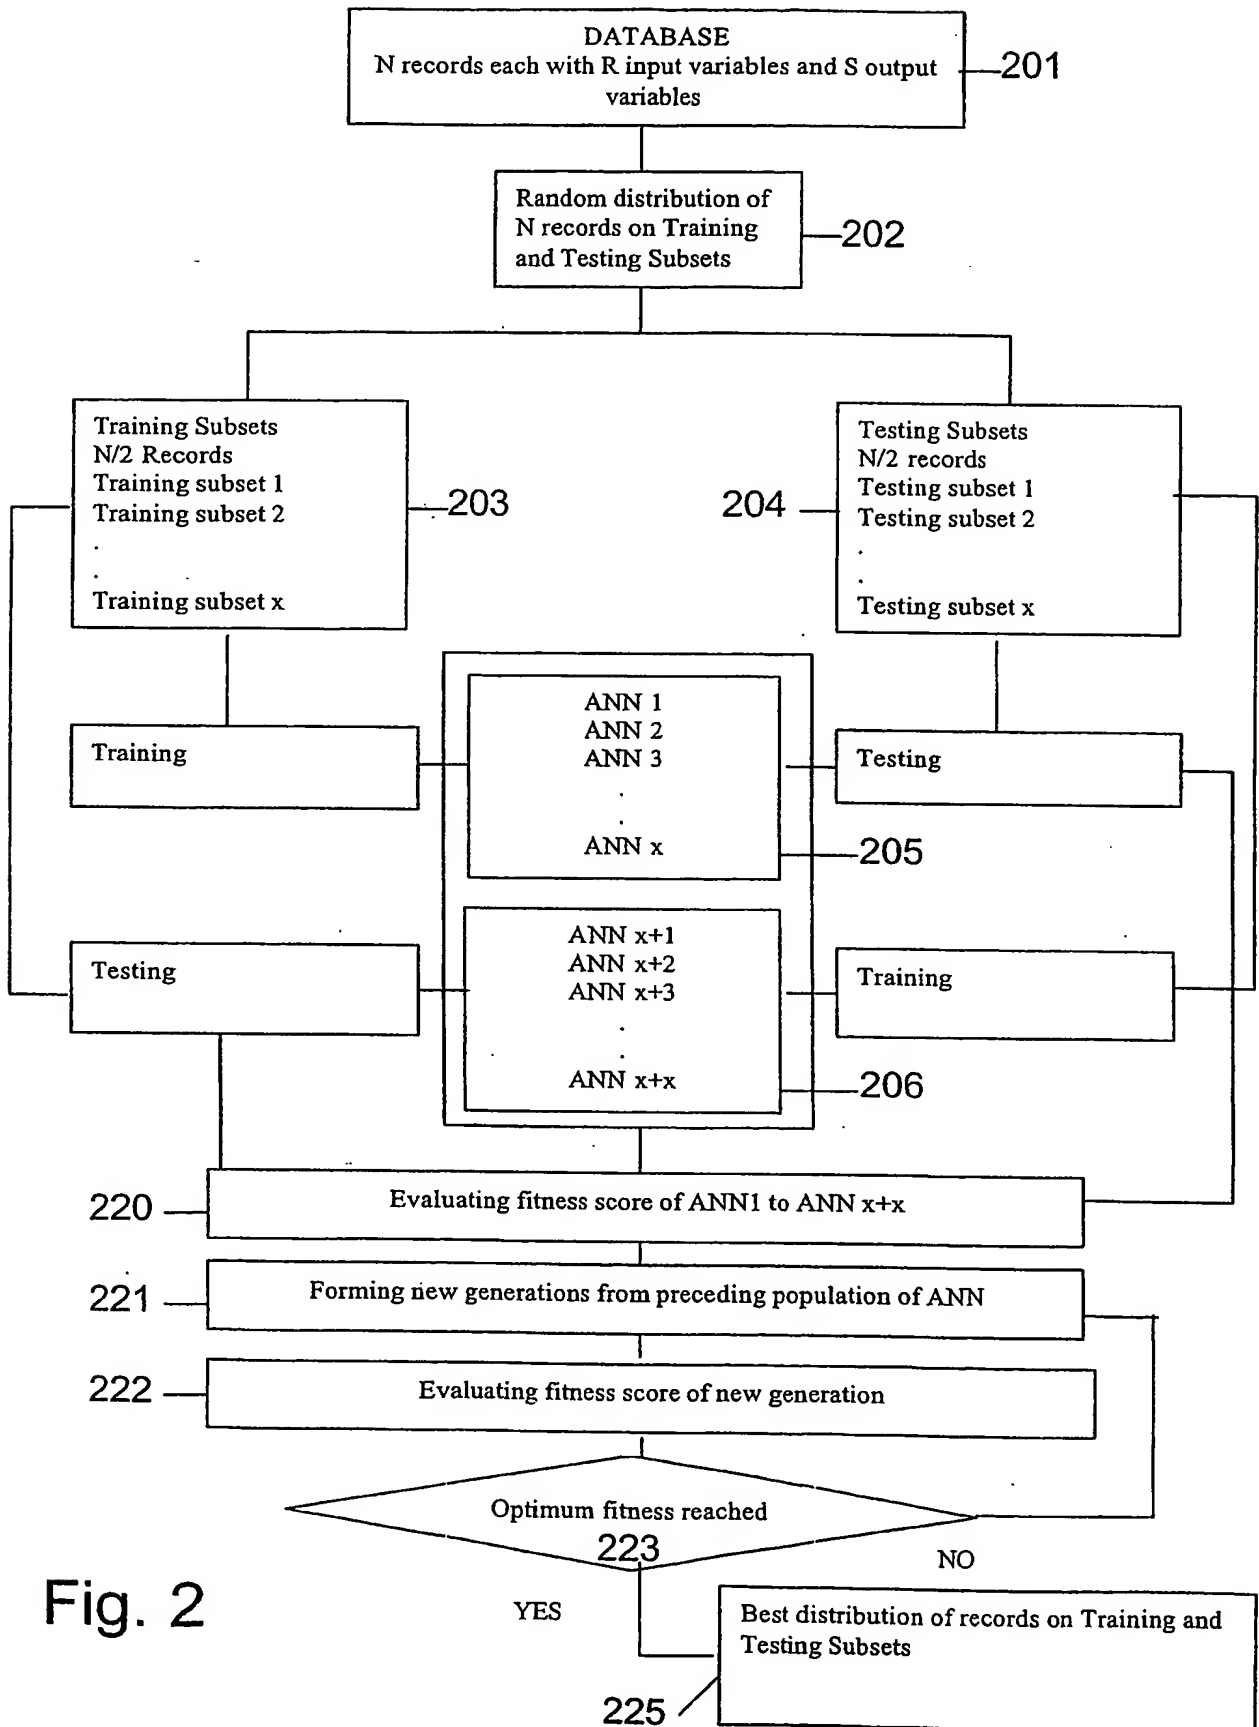 DATABASE
N records each with R input variables and S output
variables
201
Random distribution of
N records on Training
and Testing Subsets
202
Training Subsets
N/2 Records
Training subset 1
Training subset 2
.
.
Training subset x
203
204
Testing Subsets
N/2 records
Testing subset 1
Testing subset 2
.
.
Testing subset x
Training
ANN 1
ANN 2
ANN 3
.
.
ANN x
205
Testing
Testing
ANN x+1
ANN x+2
ANN x+3
.
.
ANN x+x
206
Training
220
Evaluating fitness score of ANN1 to ANN x+x
221
Forming new generations from preceding population of ANN
222
Evaluating fitness score of new generation
Optimum fitness reached
223
NO
YES
Best distribution of records on Training and
Testing Subsets
225
Fig. 2